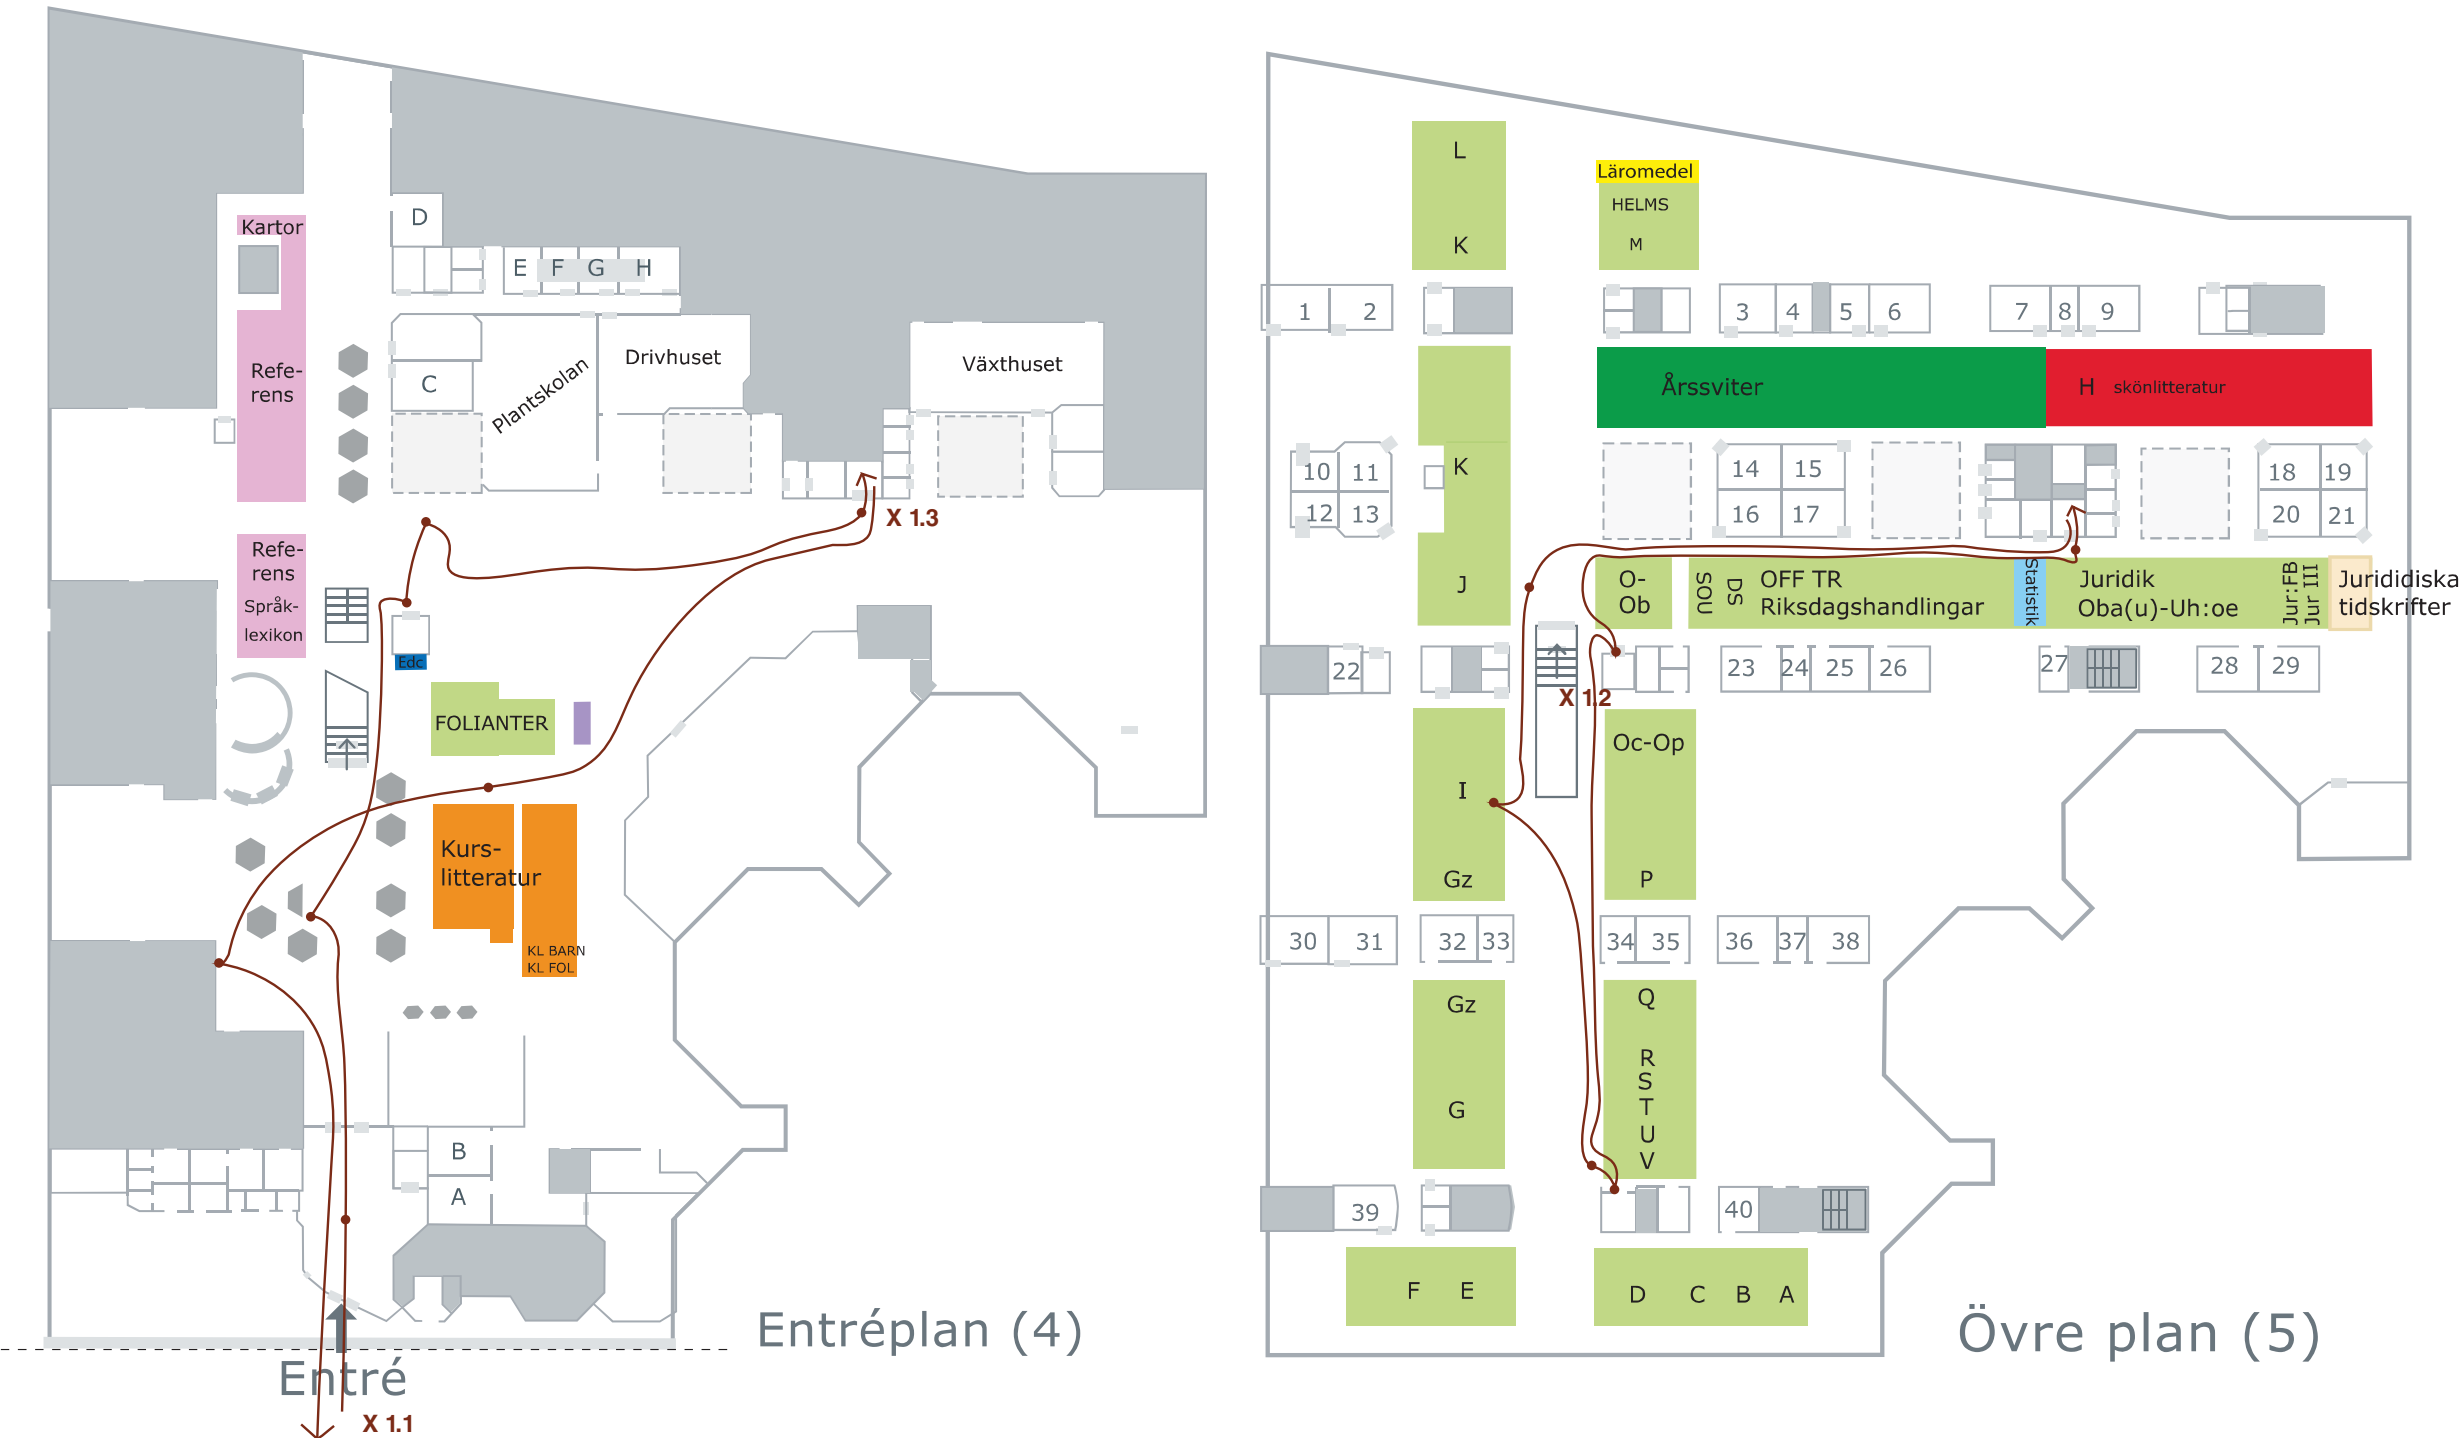 Kartor
D
E F G H
Refe-
rens
C
Plantskolan
Drivhuset
Växthuset
X 1.3
Refe-
rens
Språk-
lexikon
Edc
FOLIANTER
Kurs-
litteratur
KL BARN
KL FOL
B
A
Entréplan (4)
Entré
X 1.1
L
K
Läromedel
HELMS
M
1 2
3 4 5 6
7 8 9
Årssviter
H skönlitteratur
K
10 11
12 13
14 15
16 17
18 19
20 21
J
O-
Ob
SOU
DS
OFF TR
Riksdagshandlingar
Statistik
Juridik
Oba(u)-Uh:oe
Jur:FB
Jur III
Jurididiska
tidskrifter
22
23 24 25 26
27
28 29
X 1.2
I
Gz
Oc-Op
P
30 31
32 33
34 35
36 37 38
Gz
G
Q
R
S
T
U
V
39
40
F E
D C B A
Övre plan (5)